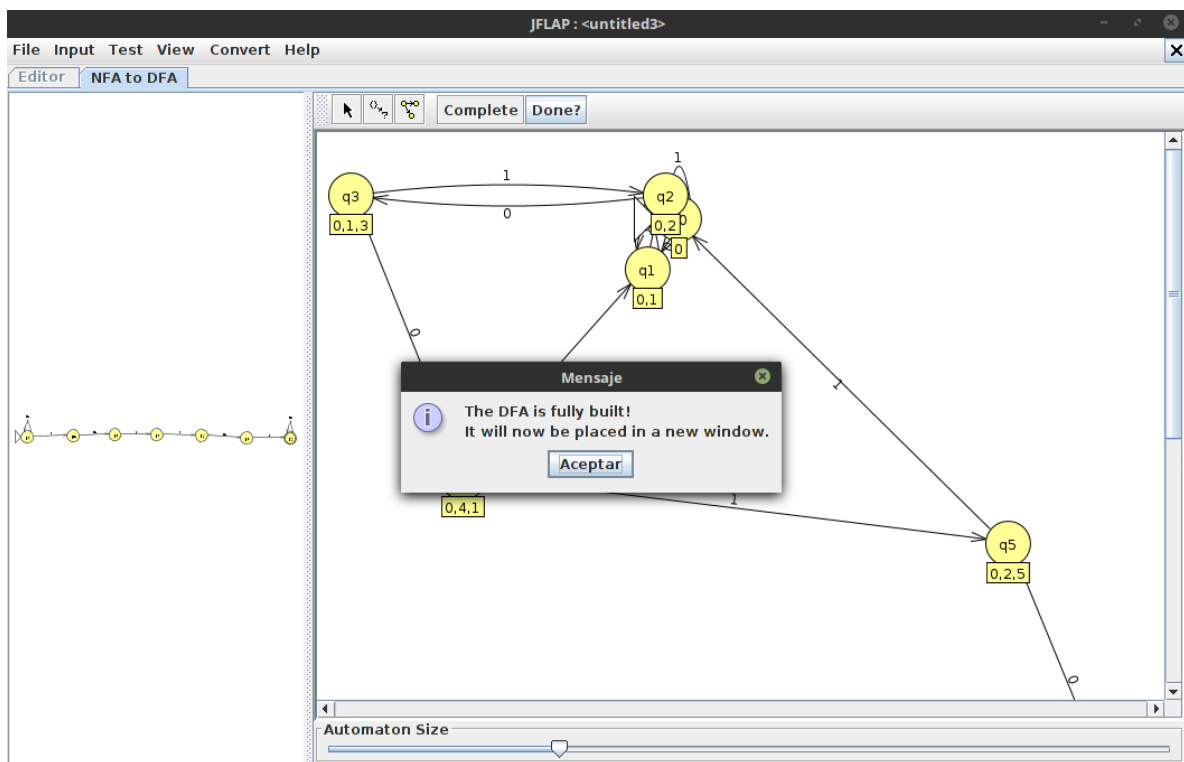 JFLAP : <untitled3>
File Input Test View Convert Help
Editor NFA to DFA
Complete Done?
1
q3
1
0
q2
0,1,3
0,2
0
0
q1
0,1
0
1
Mensaje
The DFA is fully built!
It will now be placed in a new window.
Aceptar
1
0,4,1
q5
0,2,5
0
Automaton Size